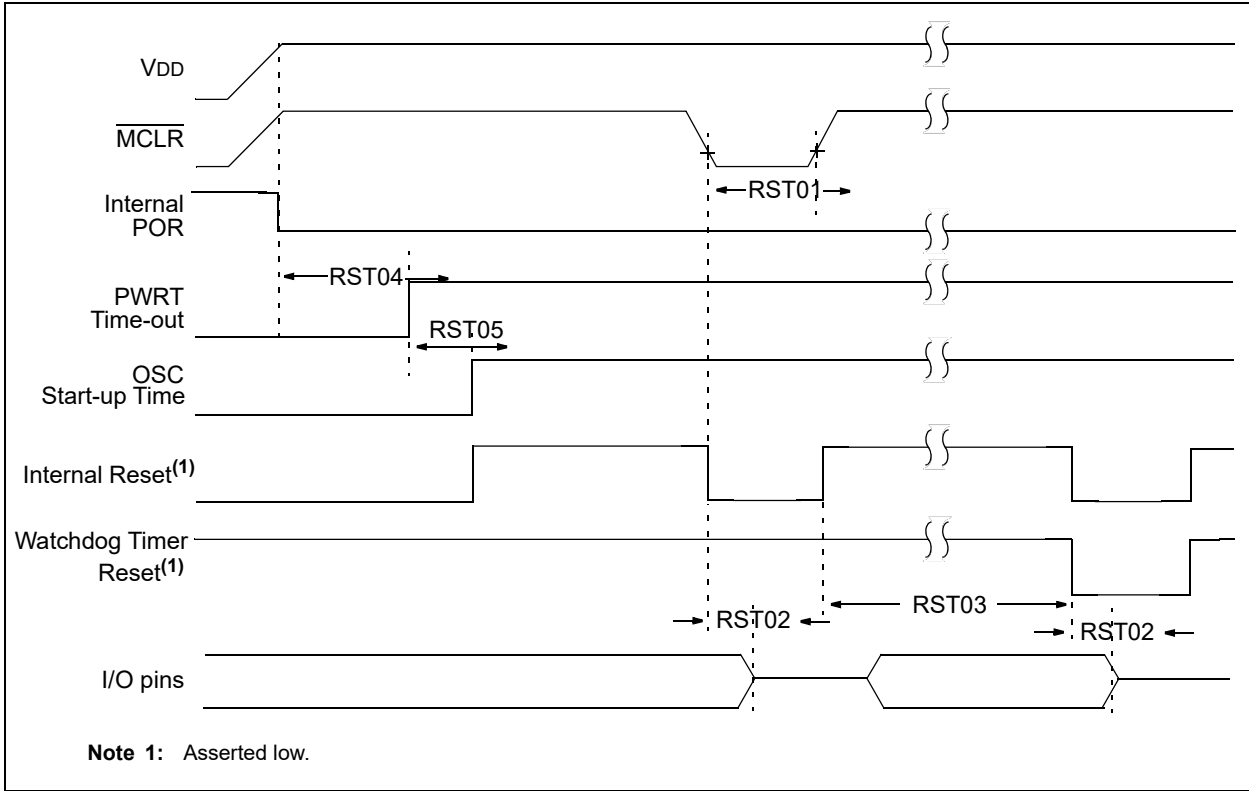 VDD
MCLR
RST01
Internal
POR
RST04
PWRT
Time-out
RST05
OSC
Start-up Time
Internal Reset(1)
Watchdog Timer
Reset(1)
RST03
RST02
RST02
I/O pins
Note 1: Asserted low.